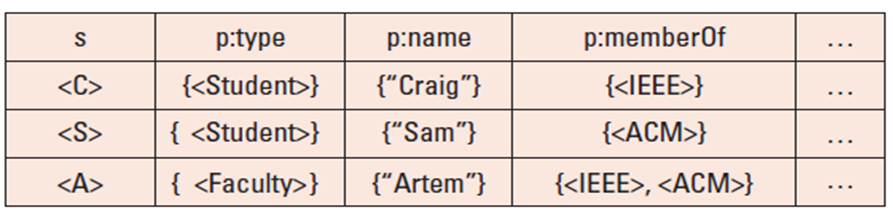 s p:type p:name p:memberOf ...
<C> {<Student>} {“Craig”} {<IEEE>} ...
<S> { <Student>} {“Sam”} {<ACM>} ...
<A> { <Faculty>} {“Artem”} {<IEEE>, <ACM>} ...